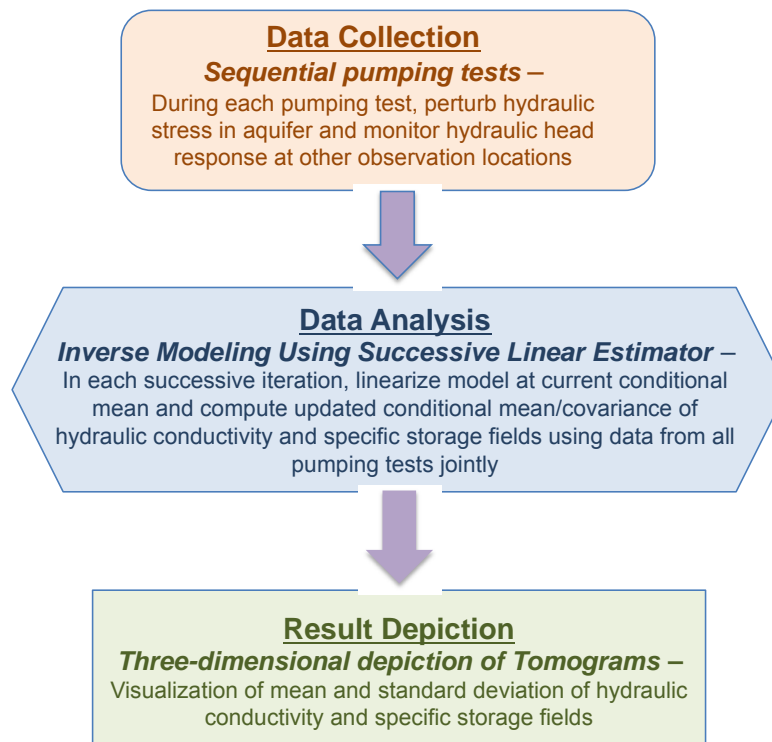 Data Collection
Sequential pumping tests –
During each pumping test, perturb hydraulic
stress in aquifer and monitor hydraulic head
response at other observation locations
Data Analysis
Inverse Modeling Using Successive Linear Estimator –
In each successive iteration, linearize model at current conditional
mean and compute updated conditional mean/covariance of
hydraulic conductivity and specific storage fields using data from all
pumping tests jointly
Result Depiction
Three-dimensional depiction of Tomograms –
Visualization of mean and standard deviation of hydraulic
conductivity and specific storage fields